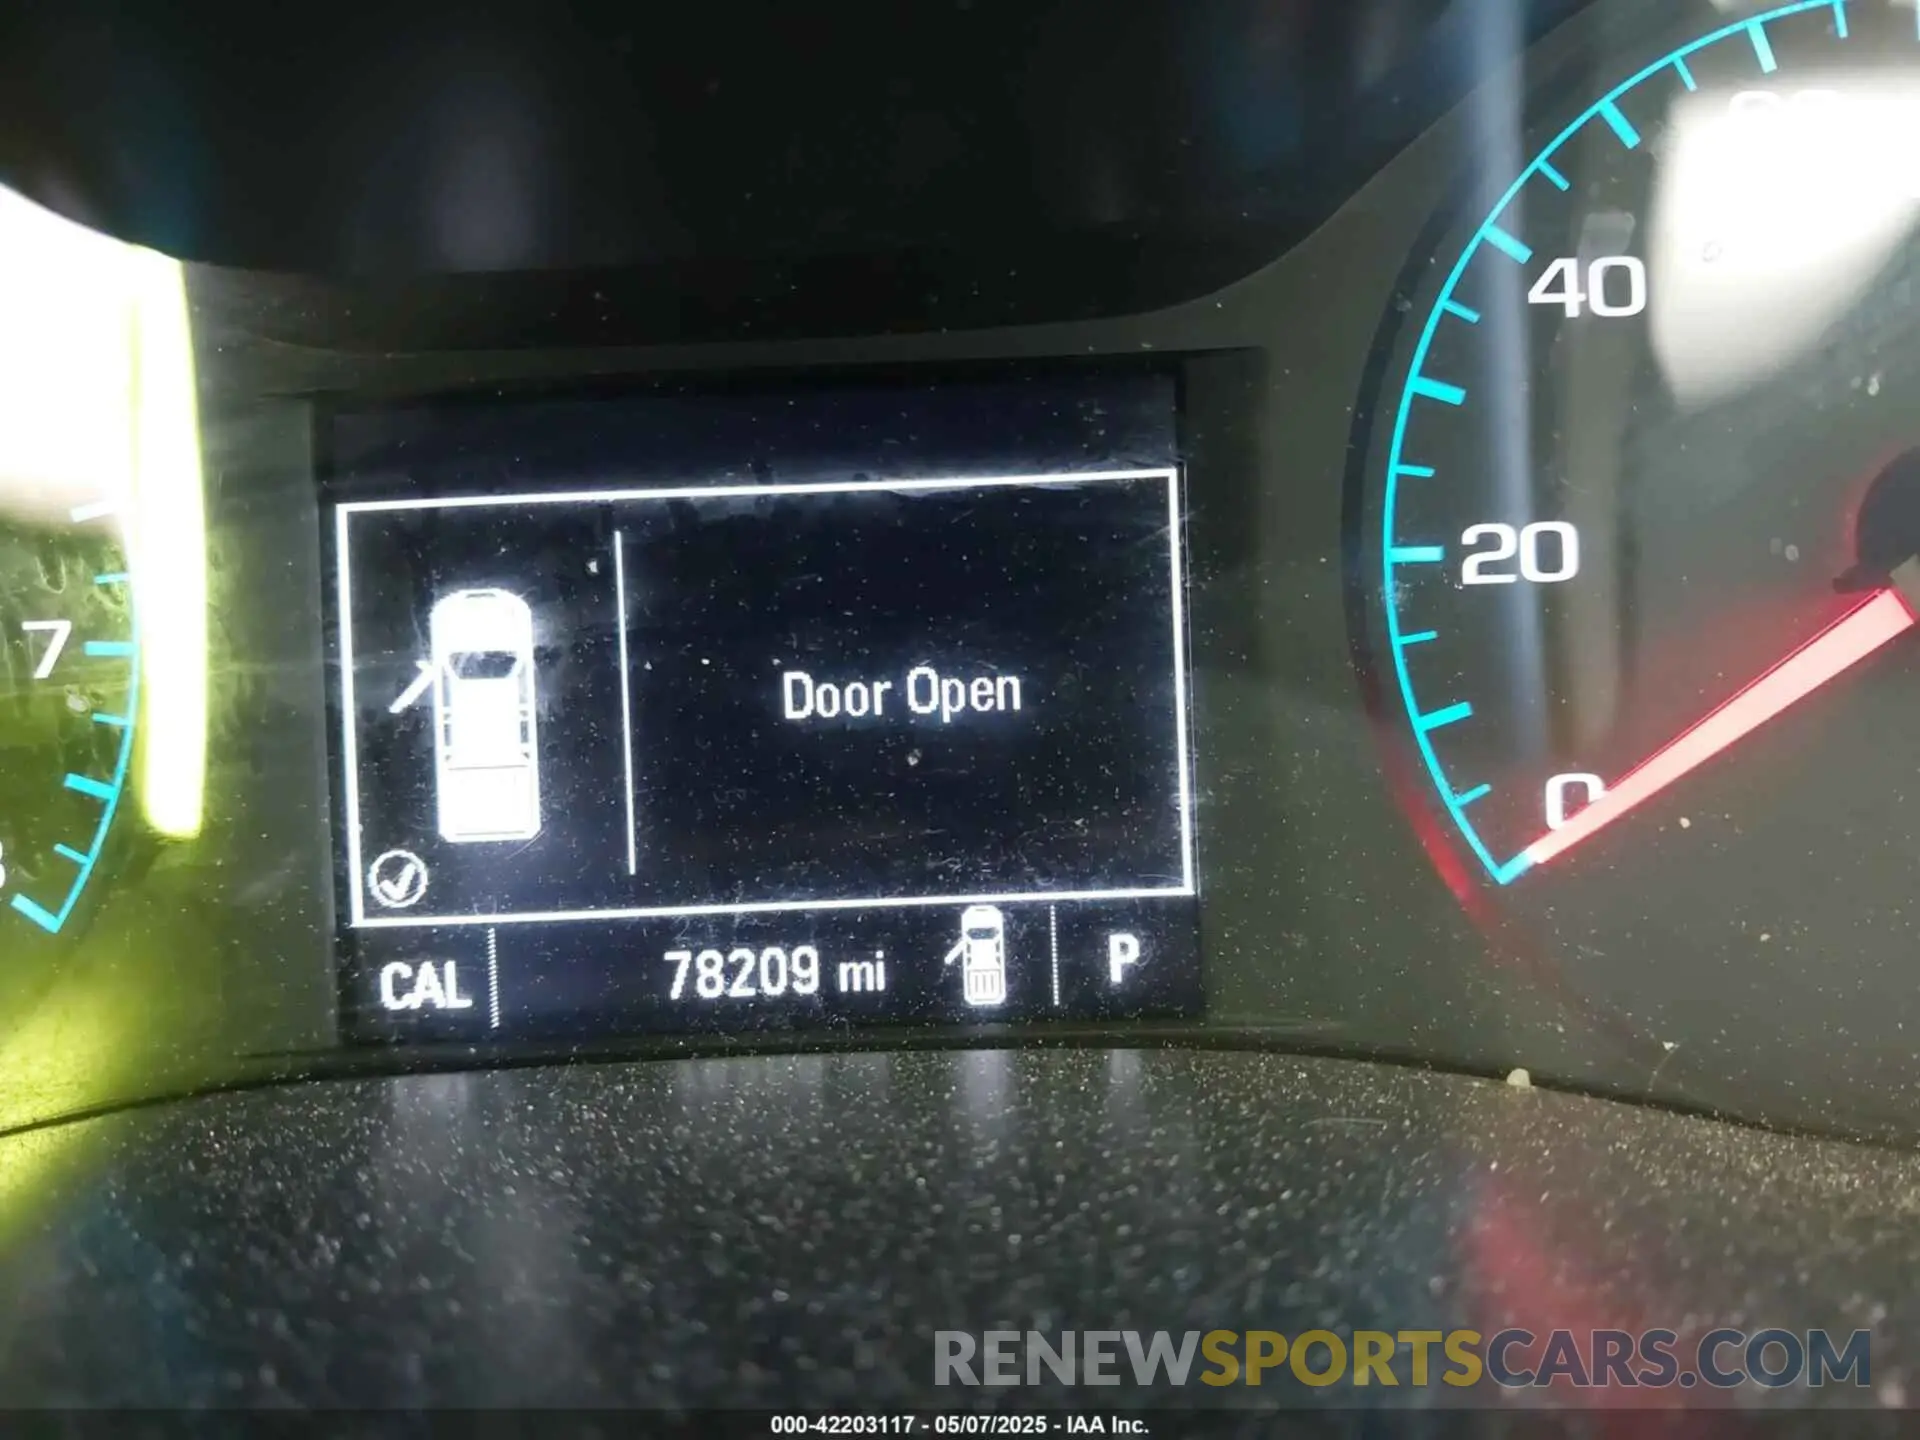 40
20
7
0
Door Open
CAL
78209 mi
P
RENEWSPORTSCARS.COM
000-42203117 - 05/07/2025 - IAA Inc.